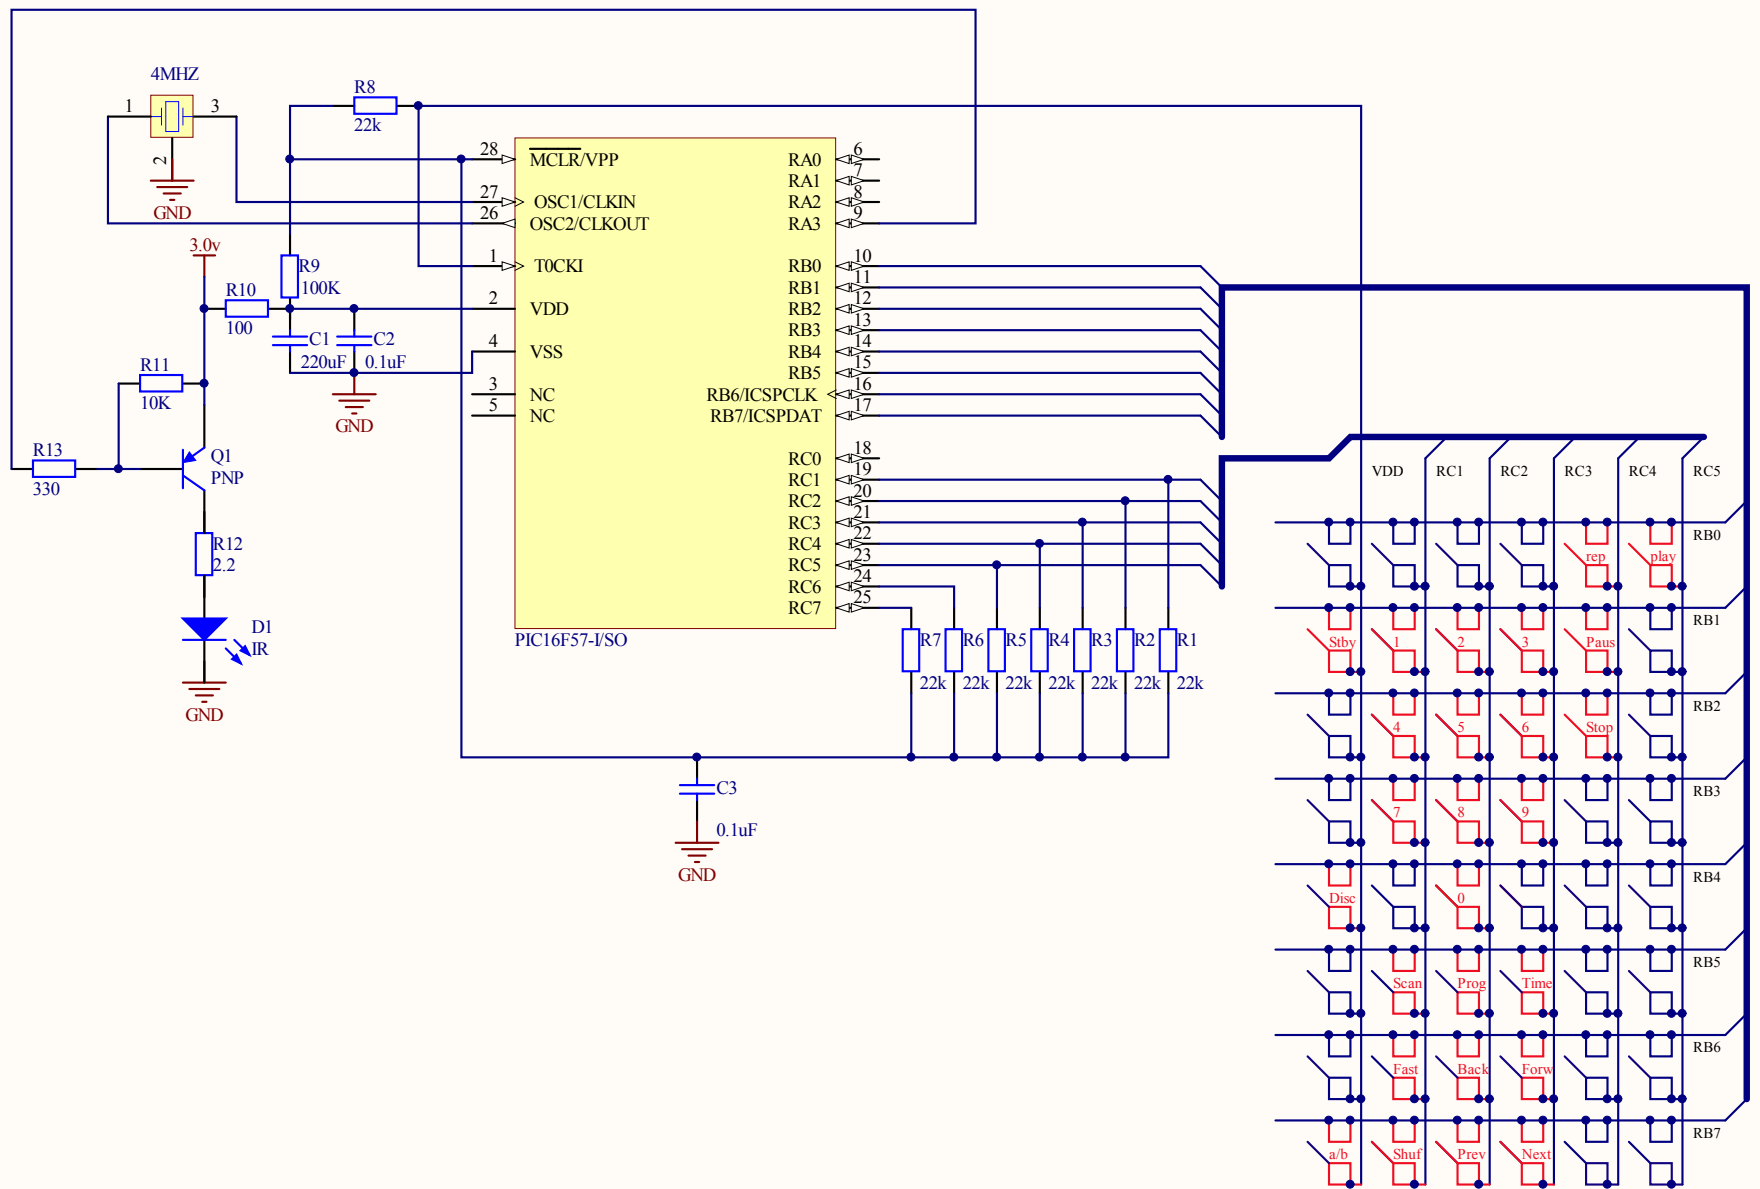 4MHZ
1
3
2
GND
R8
22k
3.0v
R9
100K
R10
100
C1
220uF
C2
0.1uF
GND
R11
10K
R13
330
Q1
PNP
R12
2.2
D1
IR
GND
28
MCLR/VPP
27
OSC1/CLKIN
26
OSC2/CLKOUT
1
T0CKI
2
VDD
4
VSS
3
NC
5
NC
PIC16F57-I/SO
RA0
6
RA1
7
RA2
8
RA3
9
RB0
10
RB1
11
RB2
12
RB3
13
RB4
14
RB5
15
RB6/ICSPCLK
16
RB7/ICSPDAT
17
RC0
18
RC1
19
RC2
20
RC3
21
RC4
22
RC5
23
RC6
24
RC7
25
R7
R6
R5
R4
R3
R2
R1
22k
22k
22k
22k
22k
22k
22k
C3
0.1uF
GND
VDD
RC1
RC2
RC3
RC4
RC5
RB0
rep
play
RB1
Stby
1
2
3
Paus
RB2
4
5
6
Stop
RB3
7
8
9
RB4
Disc
0
RB5
Scan
Prog
Time
RB6
Fast
Back
Forw
RB7
a/b
Shuf
Prev
Next